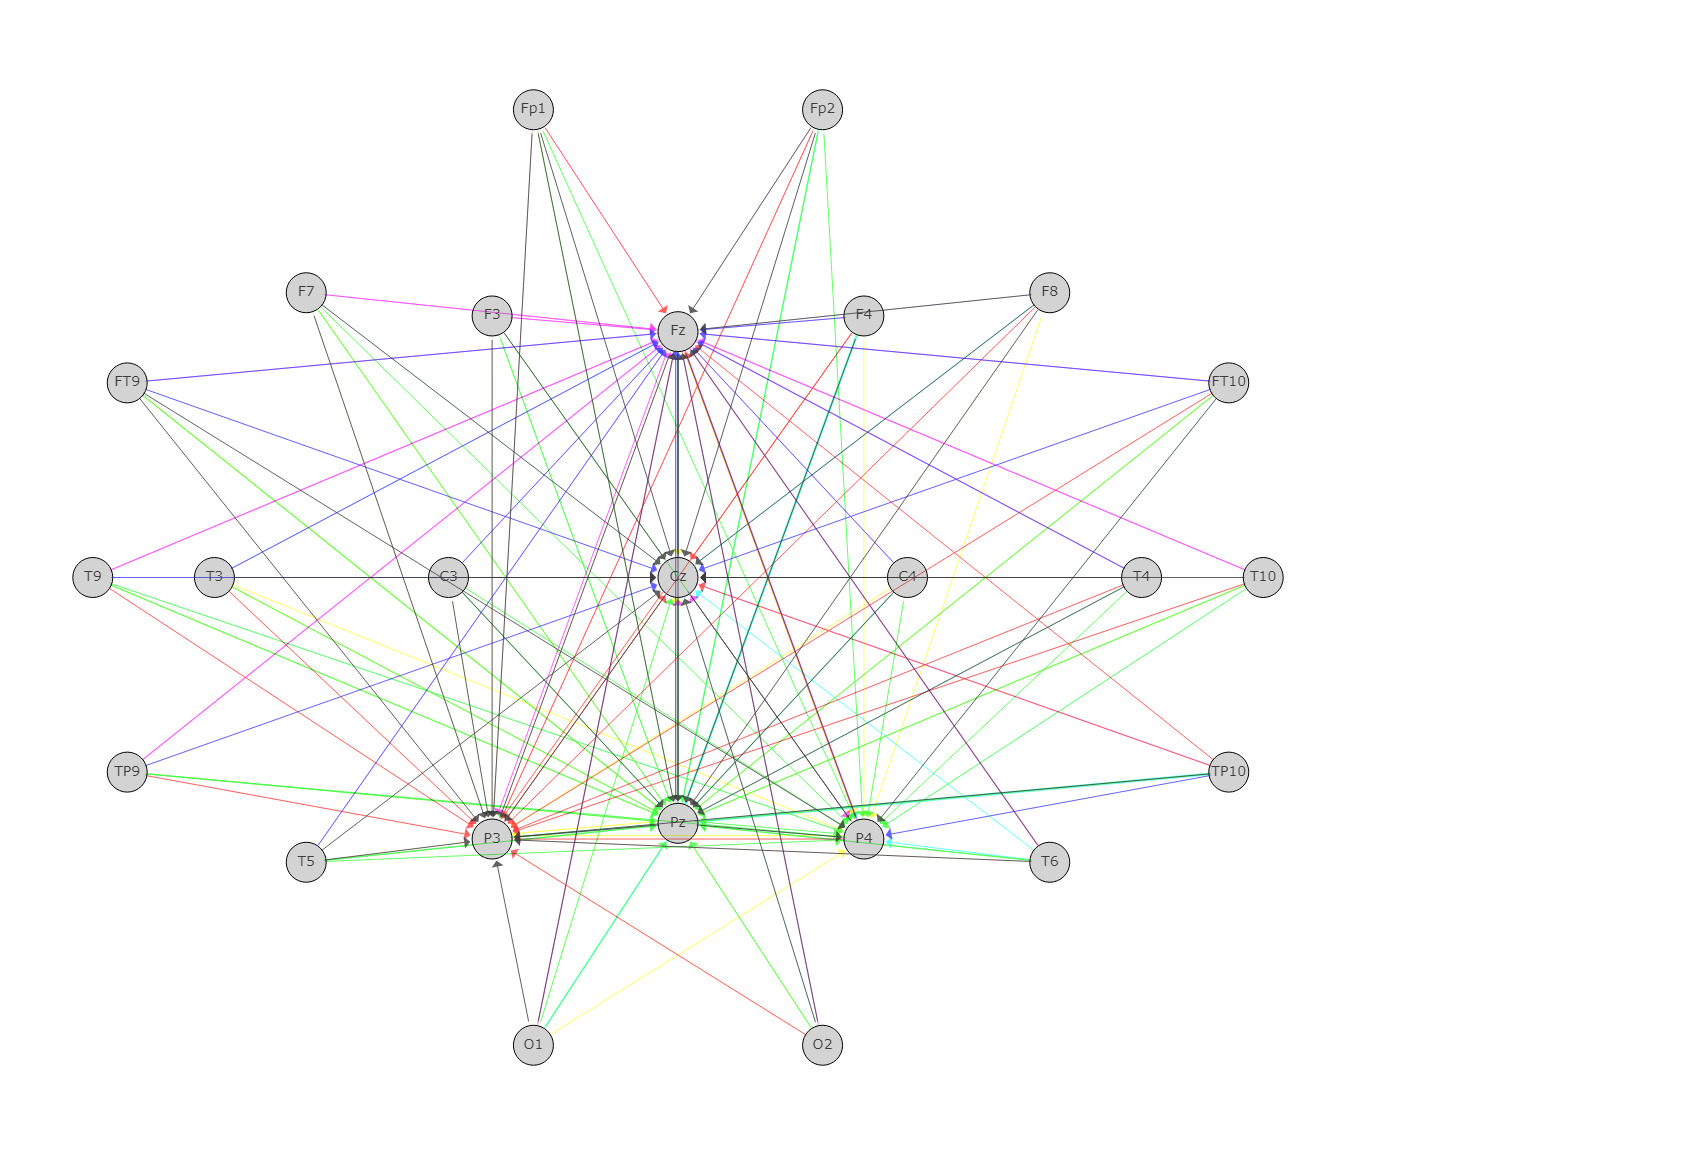 Fp1 Fp2
F7 F3 Fz F4 F8
FT9 FT10
T9 T3 C3 Cz C4 T4 T10
TP9 TP10
T5 P3 Pz P4 T6
O1 O2